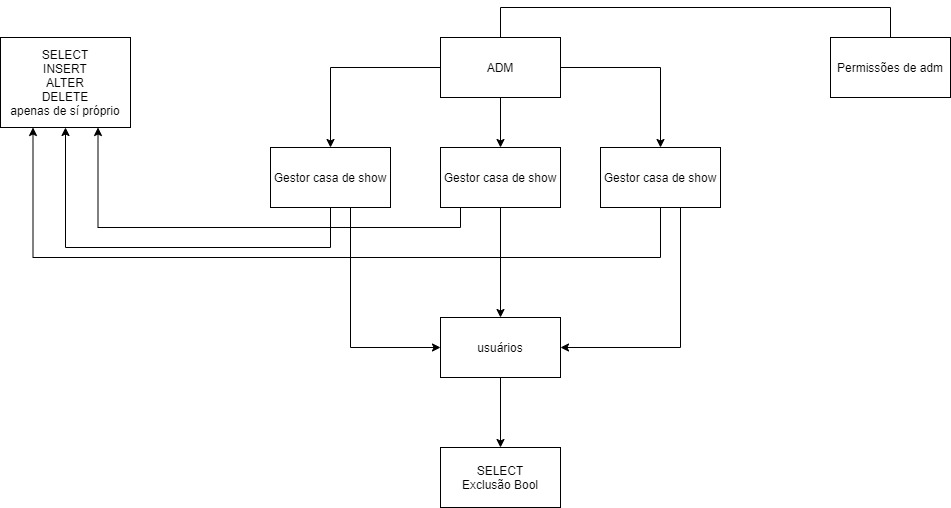 SELECT
INSERT
ALTER
DELETE
apenas de sí próprio
ADM
Permissões de adm
Gestor casa de show
Gestor casa de show
Gestor casa de show
usuários
SELECT
Exclusão Bool